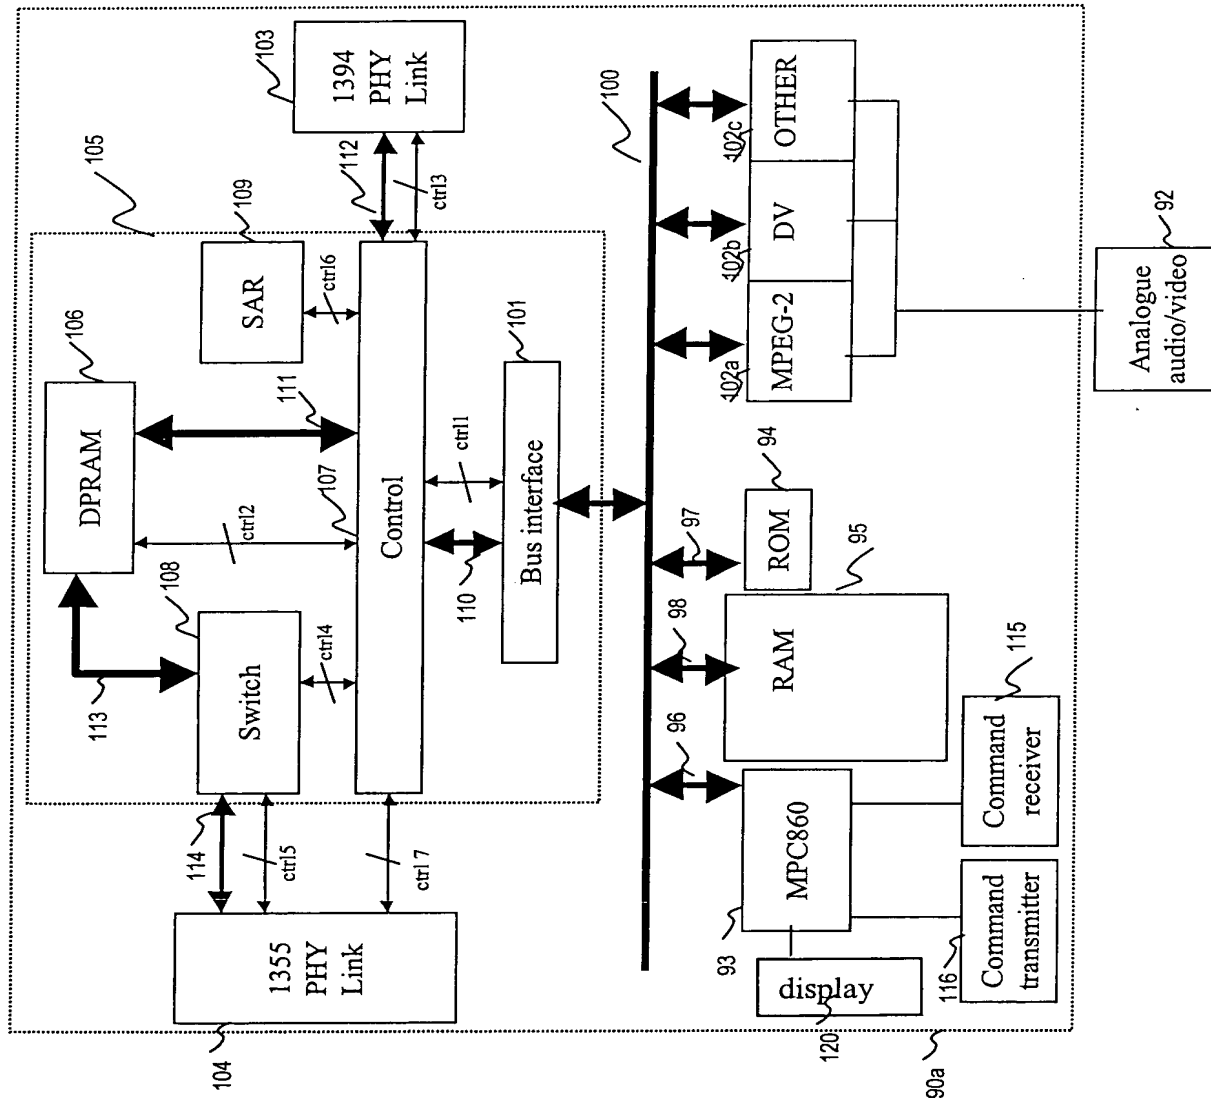 103
1394
PHY
Link
105
112
ctrl3
109
SAR
ctrl6
106
DPRAM
111
ctrl2
107
Control
101
Bus interface
ctrl1
110
108
Switch
ctrl4
113
114
ctrl5
ctrl 7
1355
PHY
Link
104
100
102c
OTHER
102b
DV
102a
MPEG-2
92
Analogue
audio/video
94
ROM
97
95
RAM
98
96
MPC860
93
115
Command
receiver
116
Command
transmitter
display
120
90a